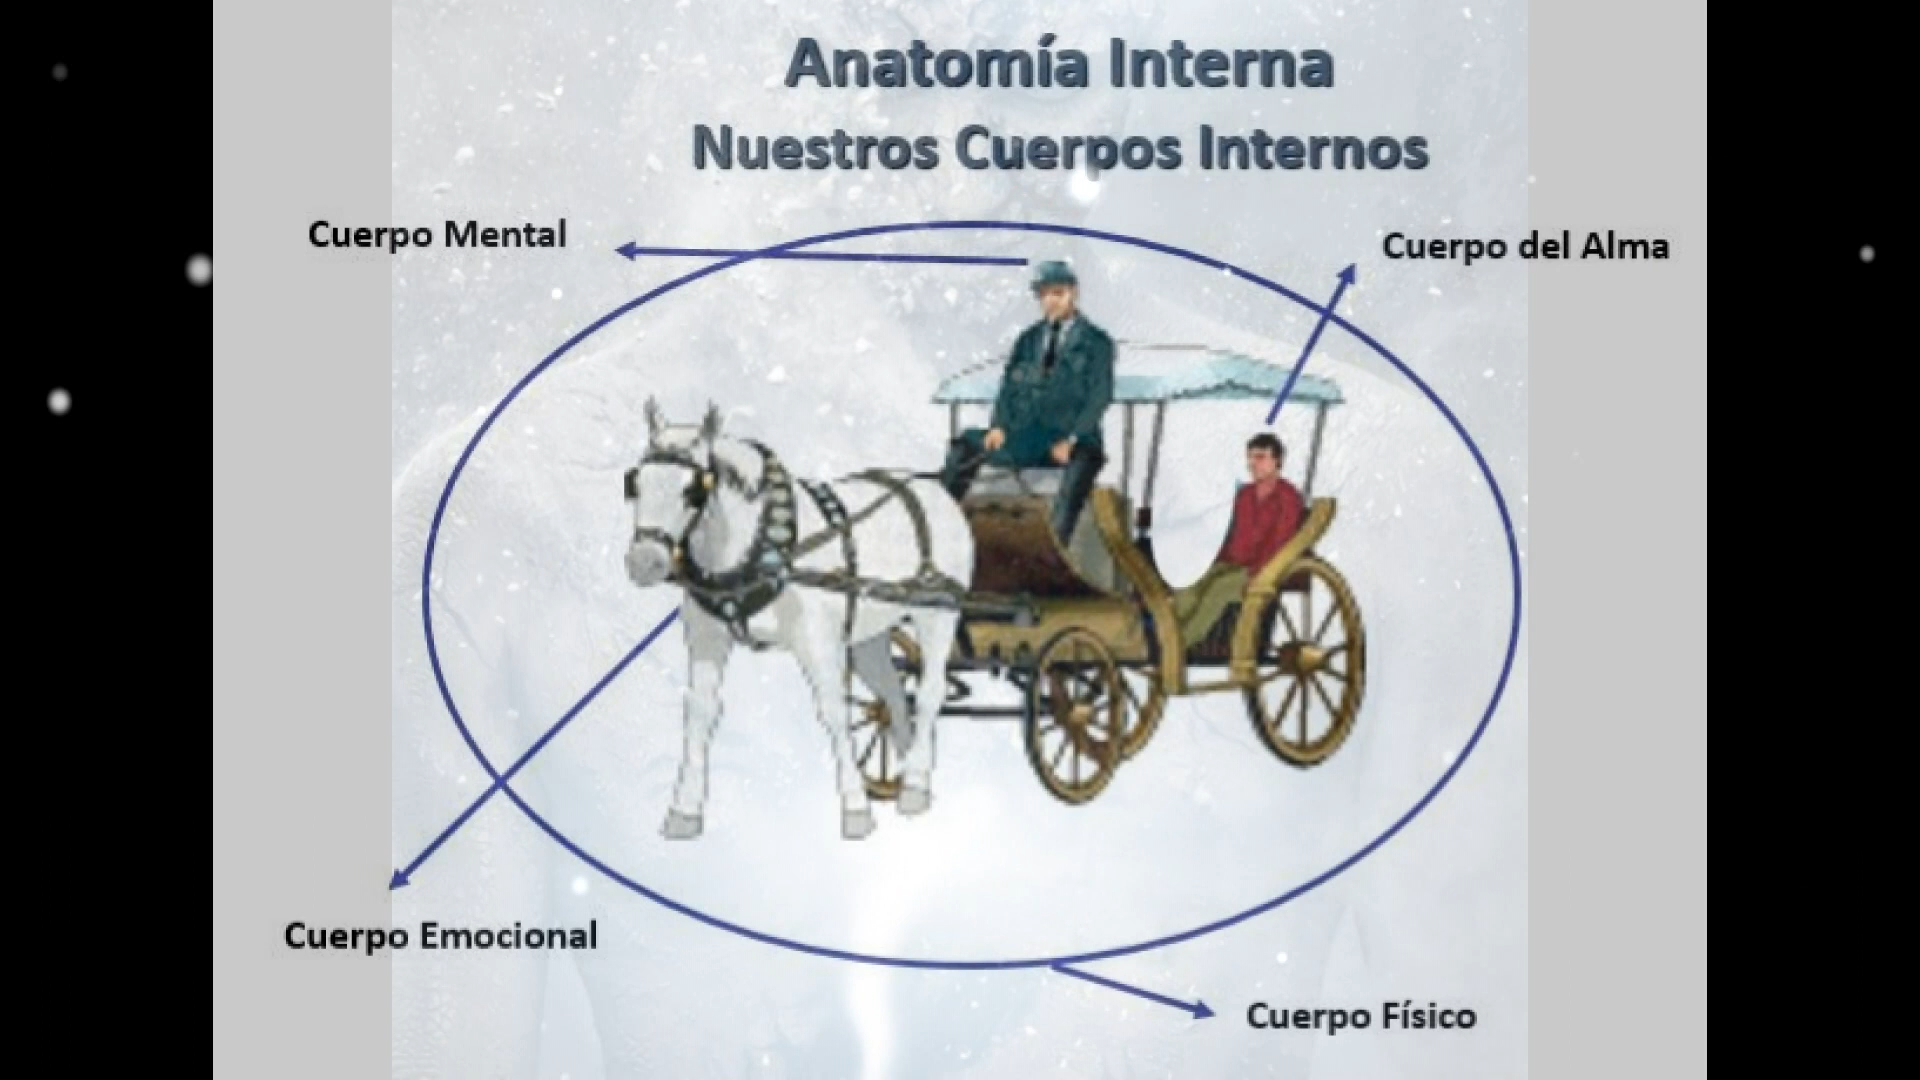 Anatomía Interna
Nuestros Cuerpos Internos
Cuerpo Mental
Cuerpo del Alma
Cuerpo Emocional
Cuerpo Físico